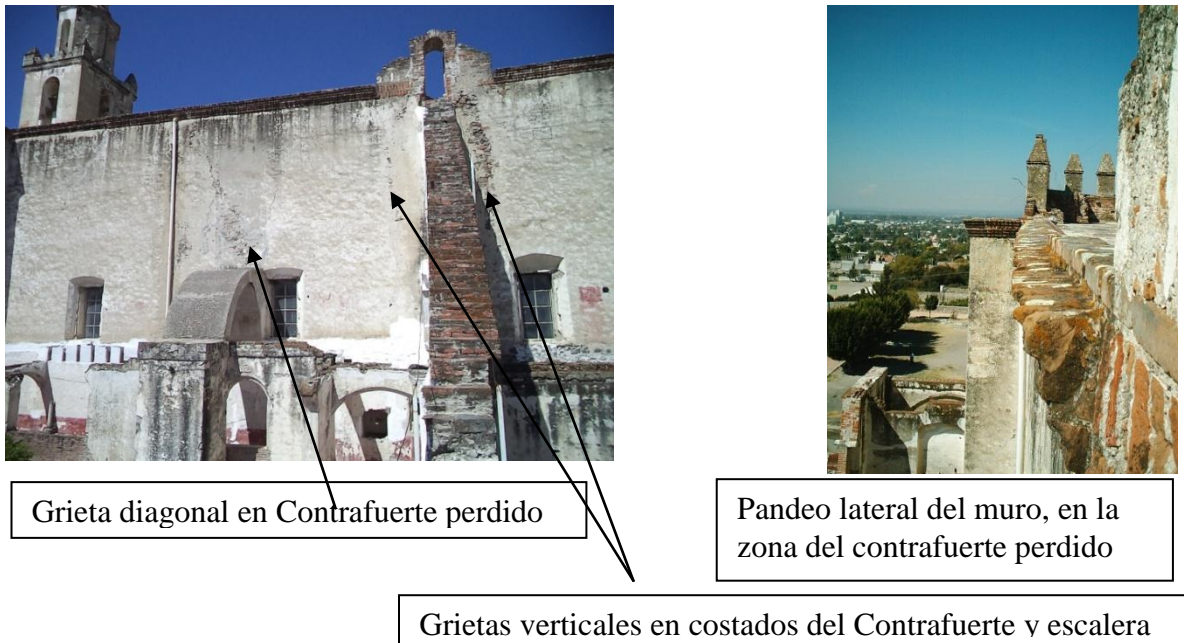 Grieta diagonal en Contrafuerte perdido
Pandeo lateral del muro, en la
zona del contrafuerte perdido
Grietas verticales en costados del Contrafuerte y escalera